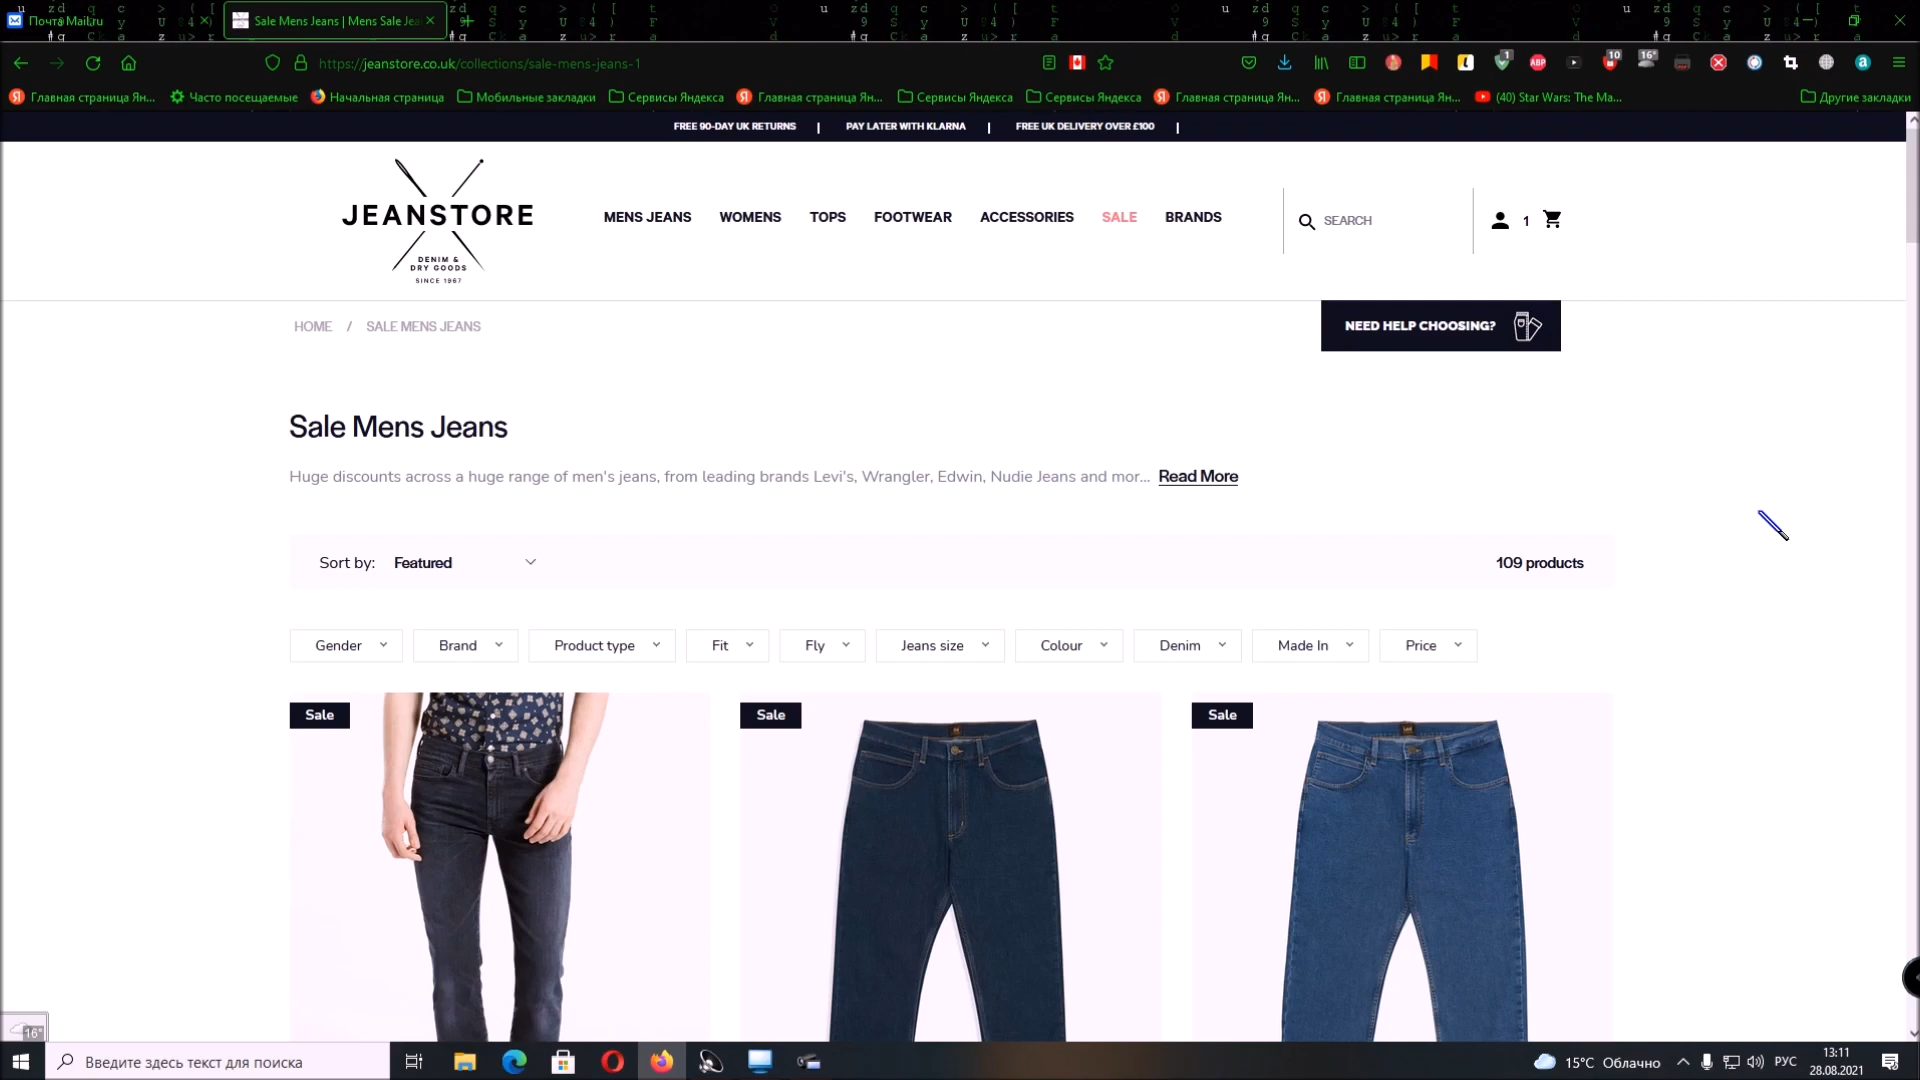 Почта Mail.ru
Sale Mens Jeans | Mens Sale Jea
https://jeanstore.co.uk/collections/sale-mens-jeans-1
1 ABP 10 16°
Главная страница Ян... Часто посещаемые Начальная страница Мобильные закладки Сервисы Яндекса Главная страница Ян... Сервисы Яндекса Сервисы Яндекса Главная страница Ян... Главная страница Ян... (40) Star Wars: The Ma... Другие закладки
FREE 90-DAY UK RETURNS | PAY LATER WITH KLARNA | FREE UK DELIVERY OVER £100 |
JEANSTORE
DENIM &
DRY GOODS
SINCE 1967
MENS JEANS WOMENS TOPS FOOTWEAR ACCESSORIES SALE BRANDS
SEARCH
1
HOME / SALE MENS JEANS
NEED HELP CHOOSING?
Sale Mens Jeans
Huge discounts across a huge range of men's jeans, from leading brands Levi's, Wrangler, Edwin, Nudie Jeans and mor... Read More
Sort by: Featured
109 products
Gender Brand Product type Fit Fly Jeans size Colour Denim Made In Price
Sale Sale Sale
16°
Введите здесь текст для поиска
15°C Облачно
РУС
13:11
28.08.2021